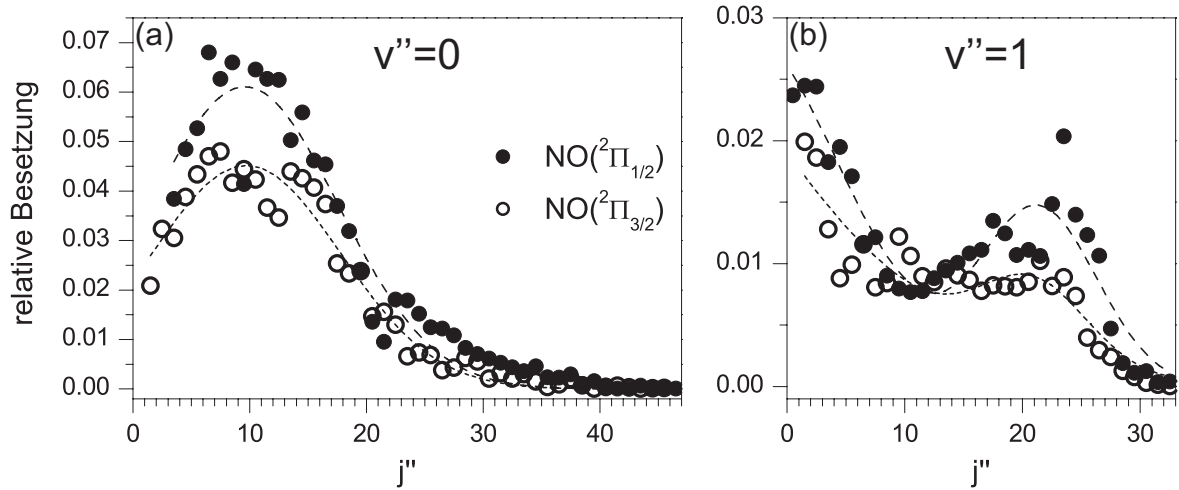 (a)
v’’=0
relative Besetzung
0.07
0.06
0.05
0.04
0.03
0.02
0.01
0.00
0 10 20 30 40
j"
NO(²Π₁/₂)
NO(²Π₃/₂)
(b)
v’’=1
0.03
0.02
0.01
0.00
0 10 20 30
j"